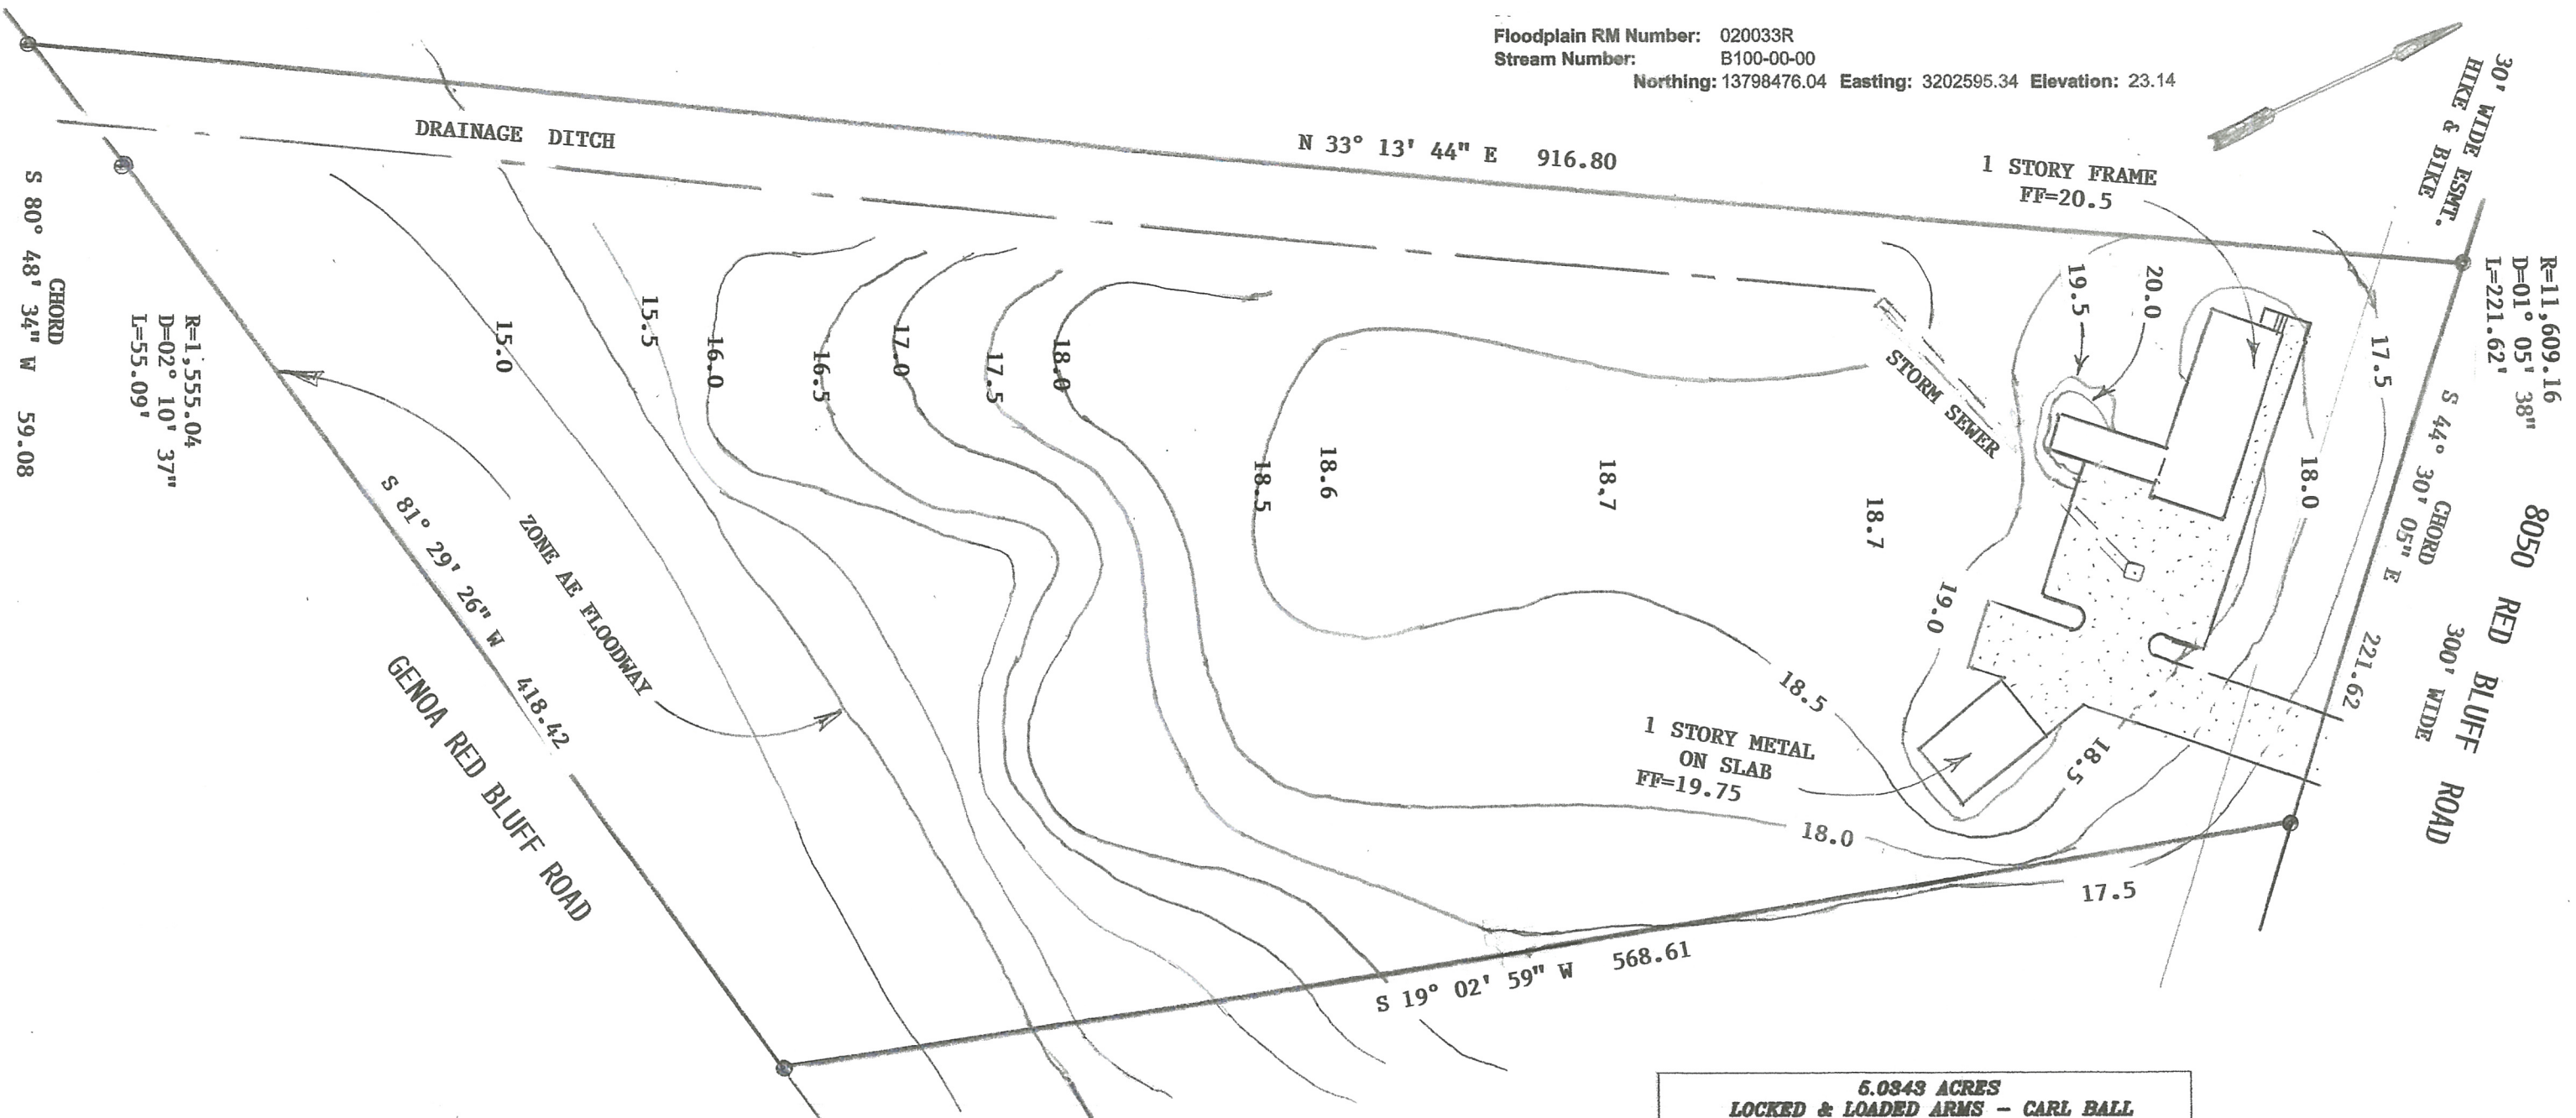 Floodplain RM Number: 020033R
Stream Number: B100-00-00
Northing: 13798476.04 Easting: 3202595.34 Elevation: 23.14
30' WIDE ESMT.
HIKE & BIKE
DRAINAGE DITCH
N 33° 13' 44" E 916.80
1 STORY FRAME
FF=20.5
R=11,609.16
D=01° 05' 38"
L=221.62'
CHORD
S 44° 30' 05" E 221.62
8050 RED BLUFF ROAD
300' WIDE
CHORD
S 80° 48' 34" W 59.08
R=1,555.04
D=02° 10' 37"
L=55.09'
15.0
15.5
16.0
16.5
17.0
17.5
18.0
18.5
18.6
18.7
18.7
STORM SEWER
19.5
20.0
17.5
18.0
19.0
S 81° 29' 26" W 418.42
ZONE AE FLOODWAY
GENOA RED BLUFF ROAD
18.5
1 STORY METAL
ON SLAB
FF=19.75
18.5
18.0
17.5
S 19° 02' 59" W 568.61
5.0343 ACRES
LOCKED & LOADED ARMS - CARL BALL